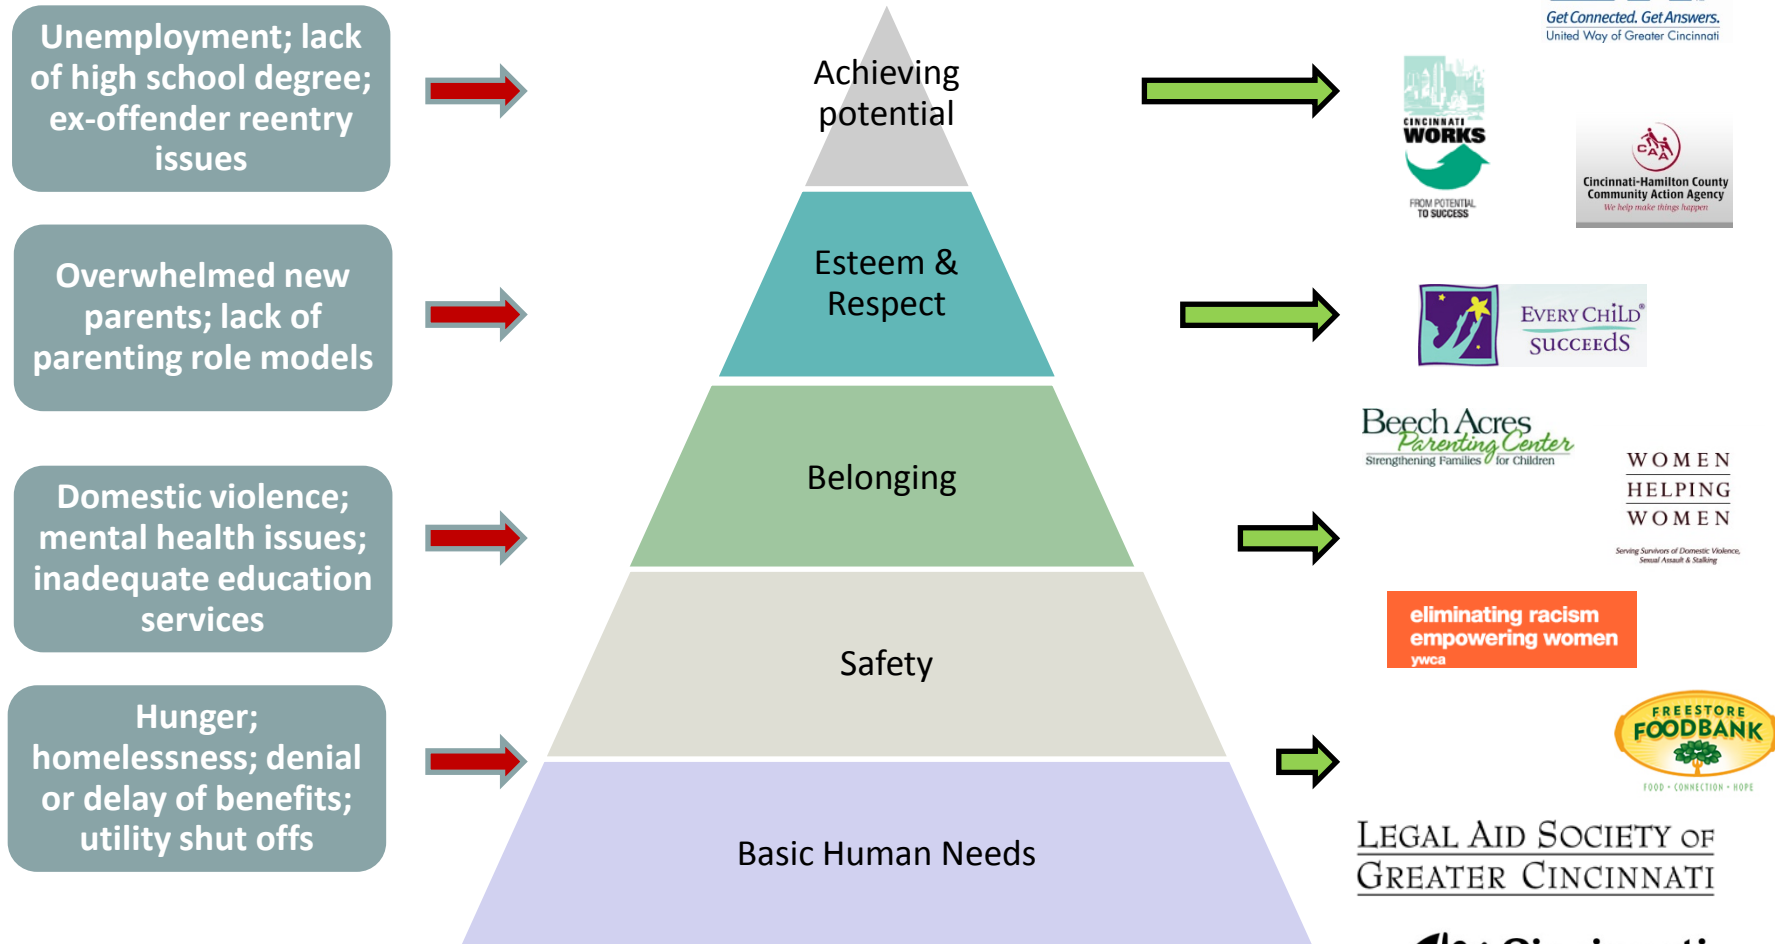 Unemployment; lack
of high school degree;
ex-offender reentry
issues
Overwhelmed new
parents; lack of
parenting role models
Domestic violence;
mental health issues;
inadequate education
services
Hunger;
homelessness; denial
or delay of benefits;
utility shut offs
Achieving
potential
Esteem &
Respect
Belonging
Safety
Basic Human Needs
Get Connected. Get Answers.
United Way of Greater Cincinnati
CINCINNATI
WORKS
FROM POTENTIAL
TO SUCCESS
CAA
Cincinnati-Hamilton County
Community Action Agency
We help make things happen
EVERY CHiLD®
SUCCEEdS
Beech Acres
Parenting Center
Strengthening Families for Children
WOMEN
HELPING
WOMEN
Serving Survivors of Domestic Violence,
Sexual Assault & Stalking
eliminating racism
empowering women
ywca
FREESTORE
FOODBANK
FOOD • CONNECTION • HOPE
LEGAL AID SOCIETY OF
GREATER CINCINNATI
Cincinnati